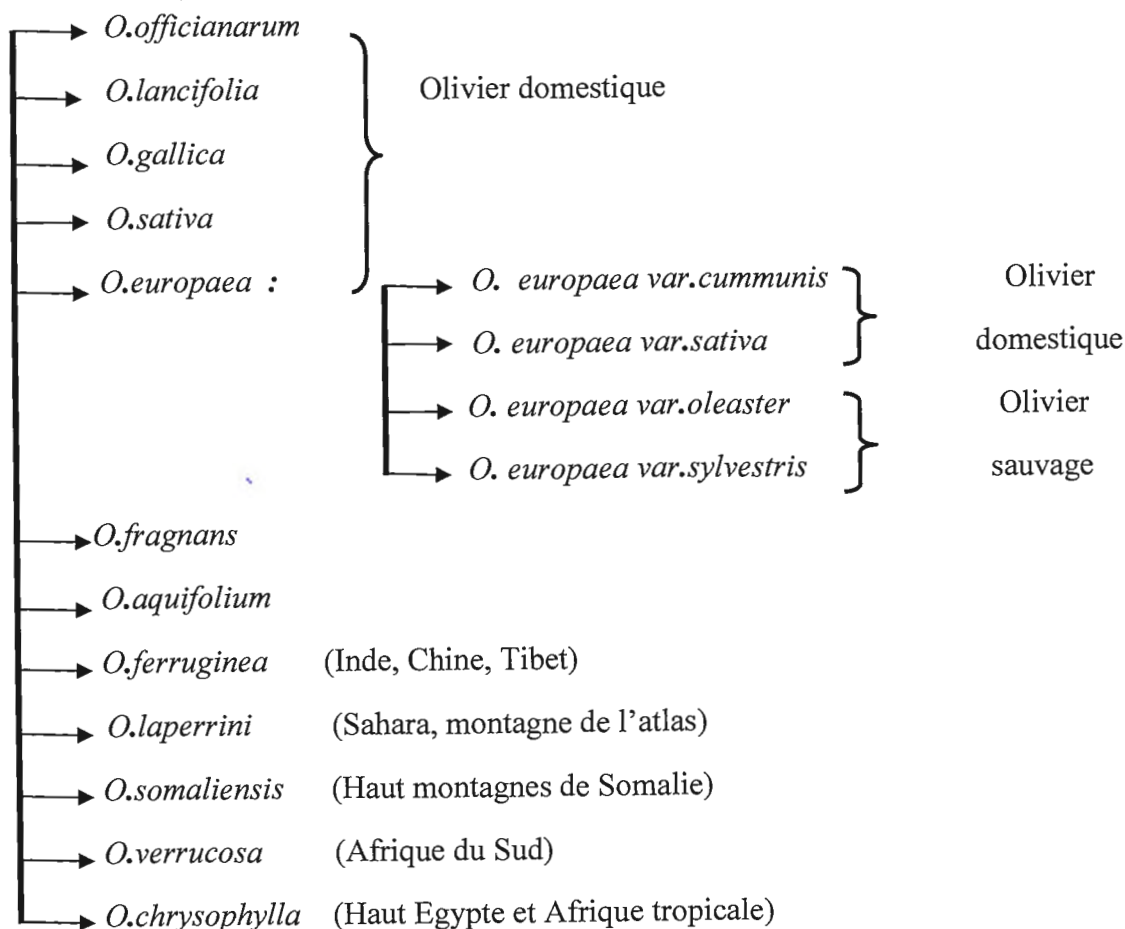 O.officianarum
O.lancifolia Olivier domestique
O.gallica
O.sativa
O.europaea :
O. europaea var.cummunis Olivier
O. europaea var.sativa domestique
O. europaea var.oleaster Olivier
O. europaea var.sylvestris sauvage
O.fragnans
O.aquifolium
O.ferruginea (Inde, Chine, Tibet)
O.laperrini (Sahara, montagne de l’atlas)
O.somaliensis (Haut montagnes de Somalie)
O.verrucosa (Afrique du Sud)
O.chrysophylla (Haut Egypte et Afrique tropicale)